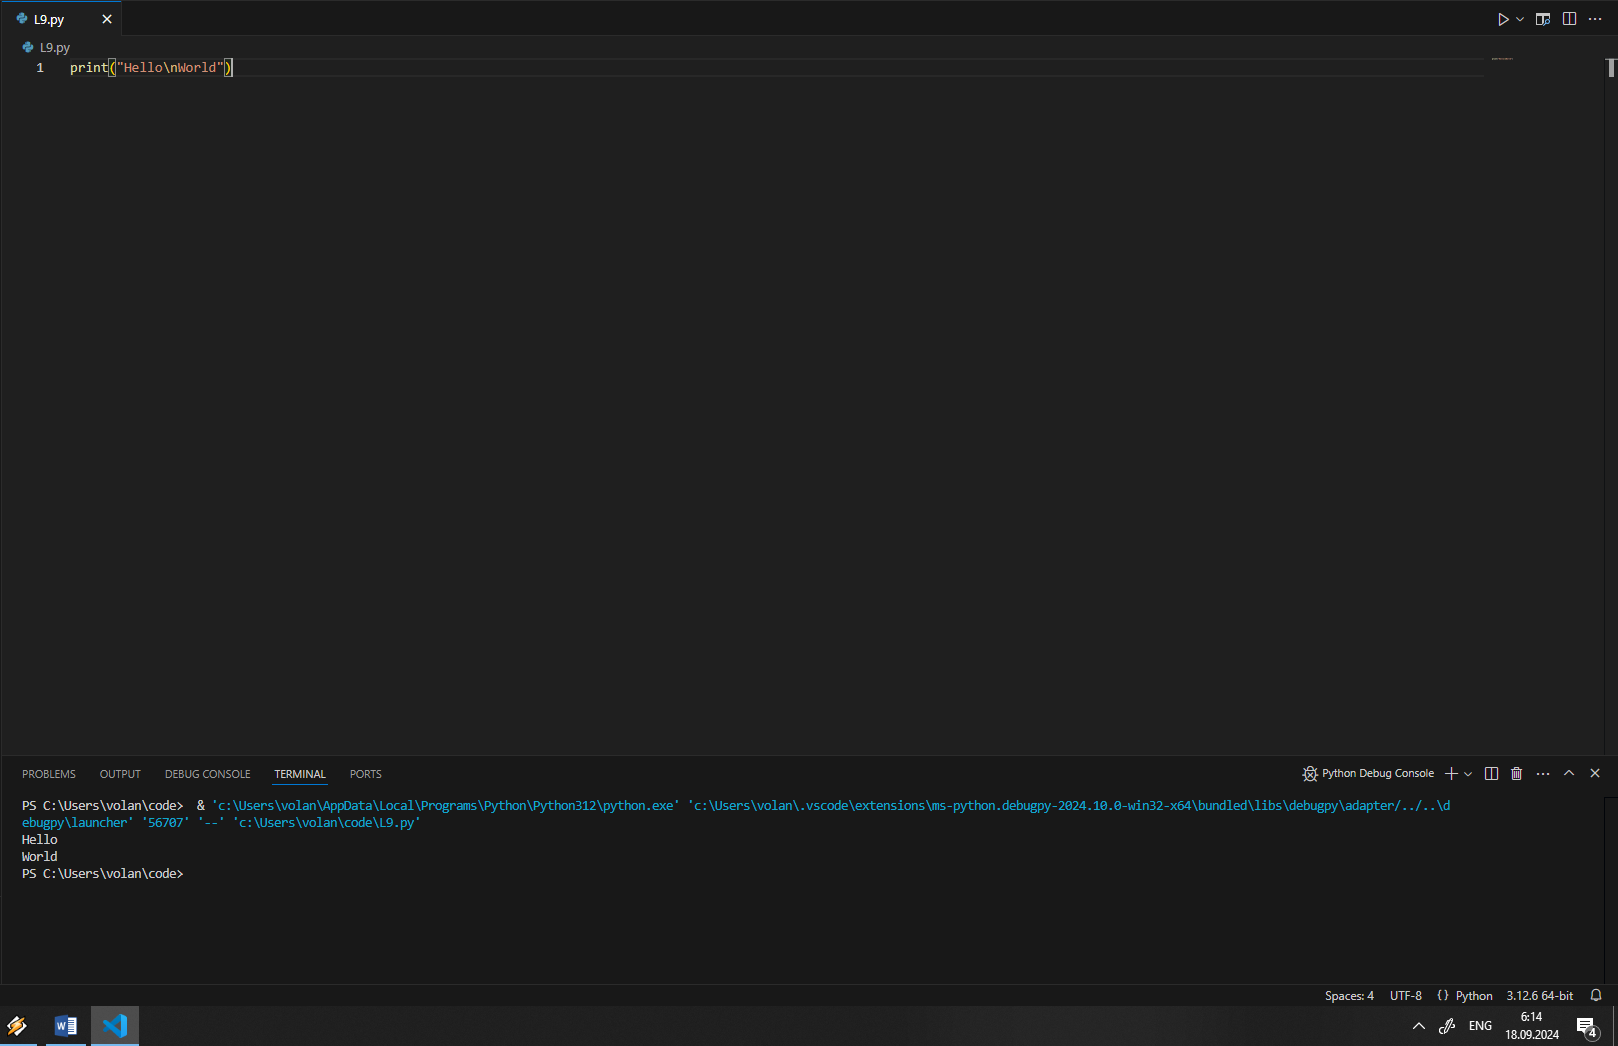 L9.py
L9.py
1 print("Hello\nWorld")
PROBLEMS OUTPUT DEBUG CONSOLE TERMINAL PORTS Python Debug Console
PS C:\Users\volan\code>  & 'c:\Users\volan\AppData\Local\Programs\Python\Python312\python.exe' 'c:\Users\volan\.vscode\extensions\ms-python.debugpy-2024.10.0-win32-x64\bundled\libs\debugpy\adapter/../..\d
ebugpy\launcher' '56707' '--' 'c:\Users\volan\code\L9.py'
Hello
World
PS C:\Users\volan\code>
Spaces: 4 UTF-8 {} Python 3.12.6 64-bit
W ENG 6:14
18.09.2024 4